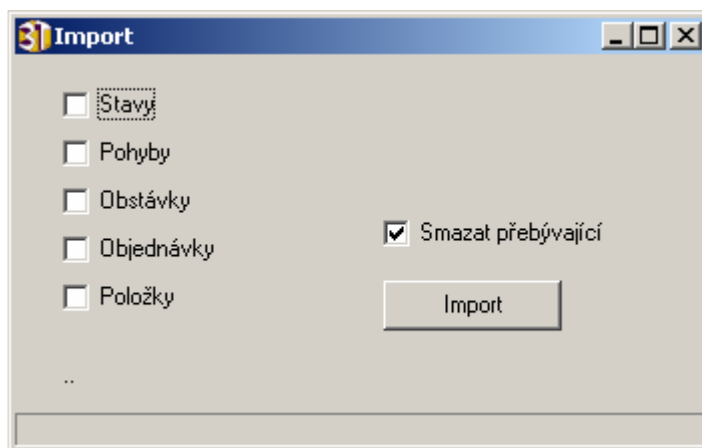 Import
Stavy
Pohyby
Obstávky
Objednávky
Položky
Smazat přebývající
Import
..